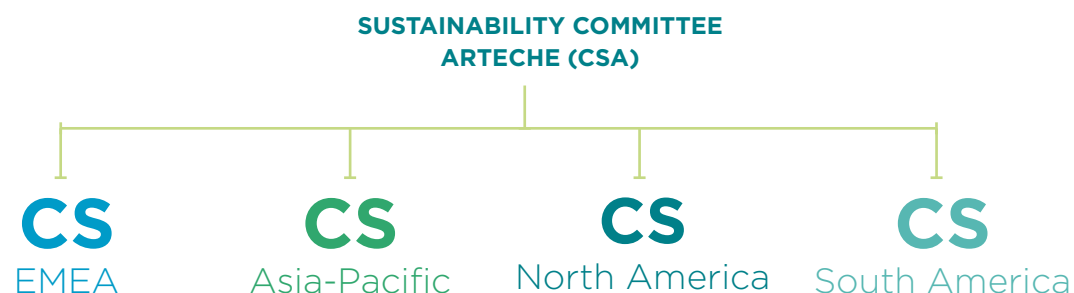 SUSTAINABILITY COMMITTEE
ARTECHE (CSA)
CS
EMEA
CS
Asia-Pacific
CS
North America
CS
South America